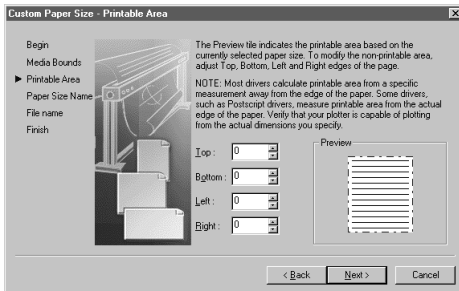 Custom Paper Size - Printable Area
Begin
Media Bounds
Printable Area
Paper Size Name
File name
Finish
The Preview tile indicates the printable area based on the
currently selected paper size. To modify the non-printable area,
adjust Top, Bottom, Left and Right edges of the page.
NOTE: Most drivers calculate printable area from a specific
measurement away from the edge of the paper. Some drivers,
such as Postscript drivers, measure printable area from the actual
edge of the paper. Verify that your plotter is capable of plotting
from the actual dimensions you specify.
Top : 0
Bottom : 0
Left : 0
Right : 0
Preview
< Back
Next >
Cancel